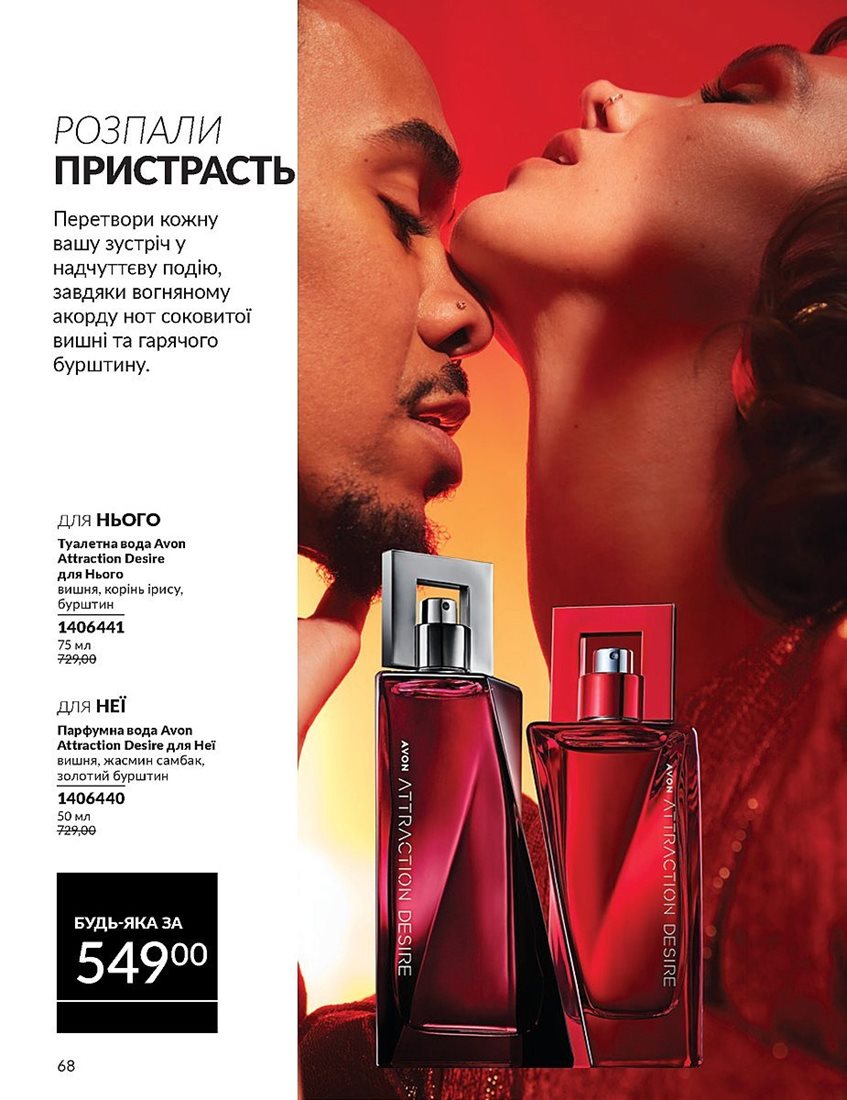 РОЗПАЛИ
ПРИСТРАСТЬ
Перетвори кожну
вашу зустріч у
надчуттєву подію,
завдяки вогняному
акорду нот соковитої
вишні та гарячого
бурштину.
ДЛЯ НЬОГО
Туалетна вода Avon
Attraction Desire
для Нього
вишня, корінь ірису,
бурштин
1406441
75 мл
729,00
ДЛЯ НЕЇ
Парфумна вода Avon
Attraction Desire для Неї
вишня, жасмин самбак,
золотий бурштин
1406440
50 мл
729,00
БУДЬ-ЯКА ЗА
54900
AVON ATTRACTION DESIRE
AVON ATTRACTION DESIRE
68